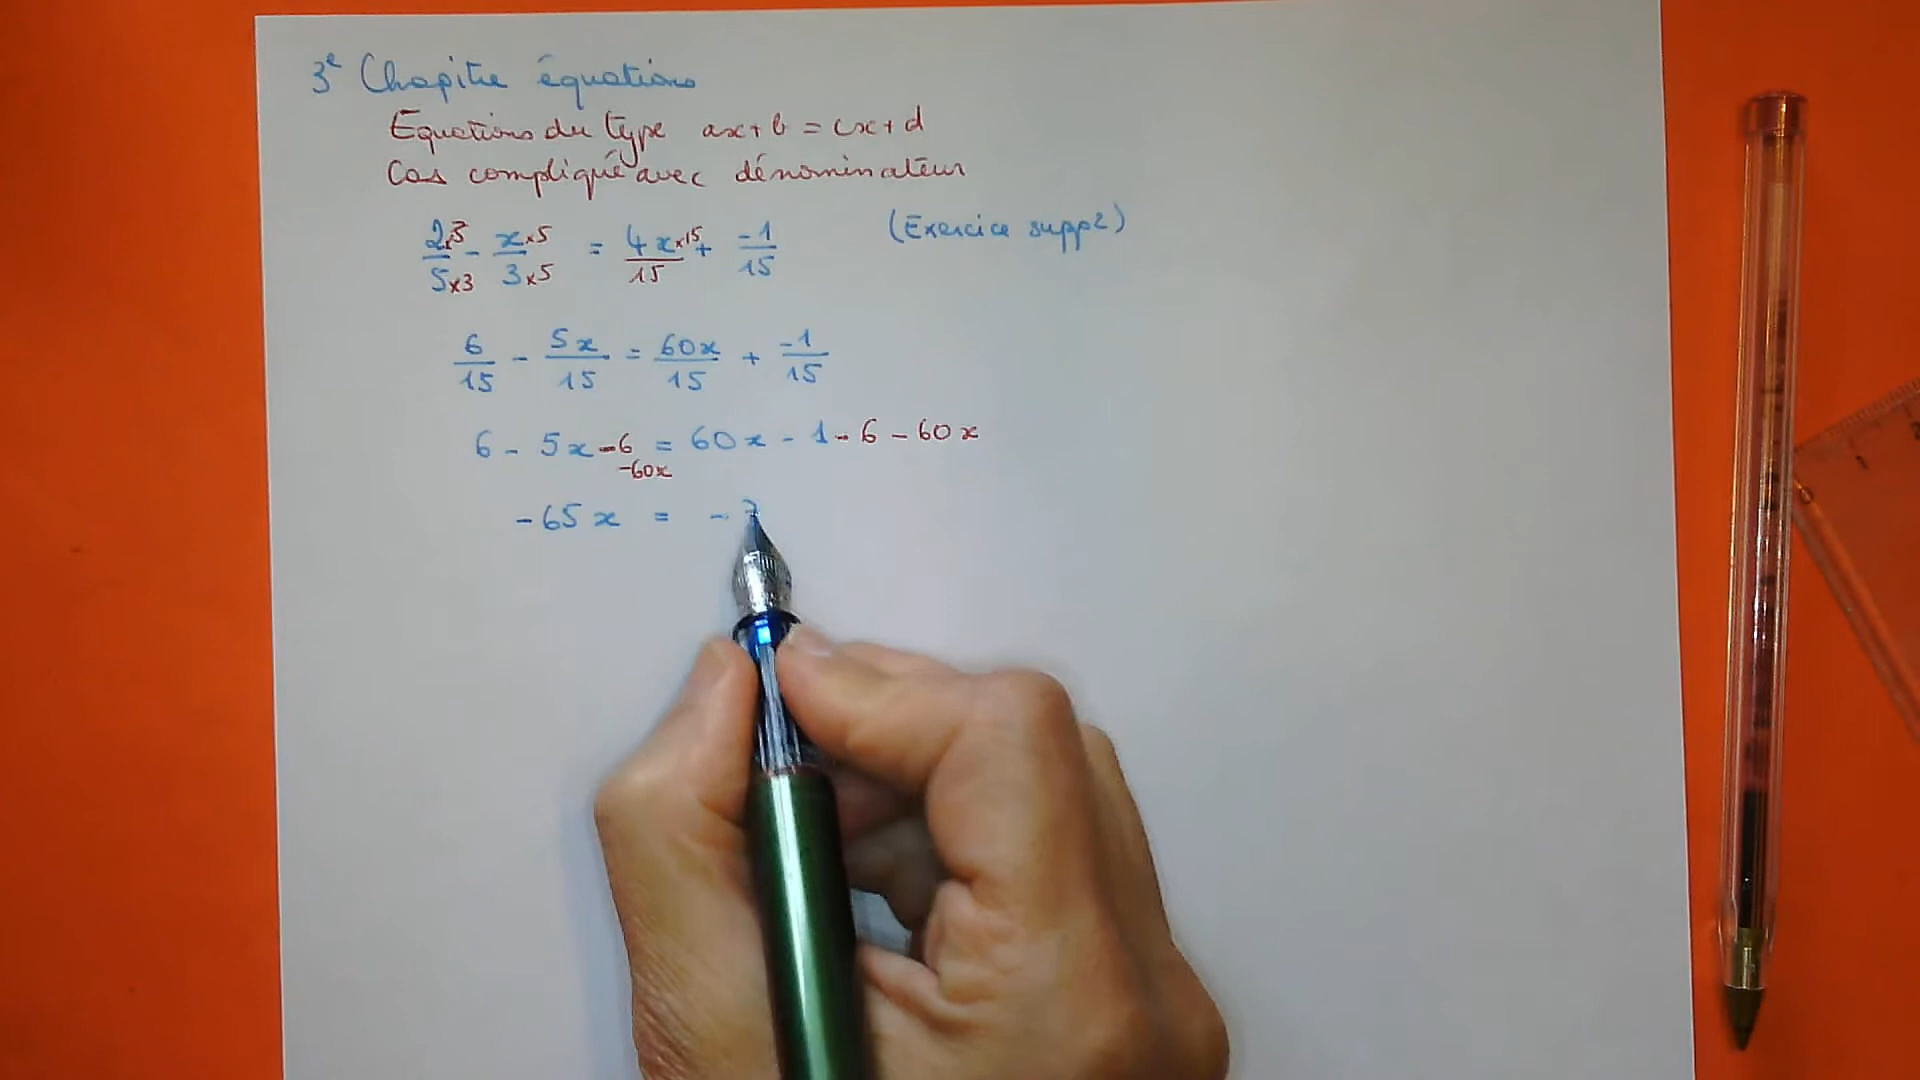 3e Chapitre équations
Equations du type ax+b = cx+d
Cas compliqué avec dénominateur
2×3/5×3 - x×5/3×5 = 4x×15/15 + -1/15 (Exercice supp2)
6/15 - 5x/15 = 60x/15 + -1/15
6 - 5x - 6 - 60x = 60x - 1 - 6 - 60x
-65x = -